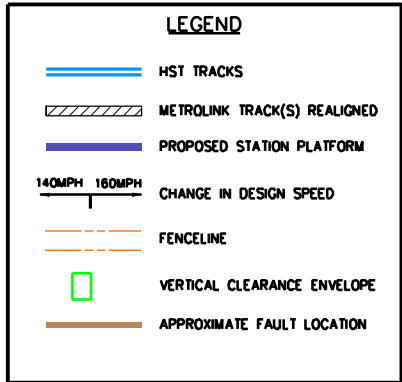 LEGEND
HST TRACKS
METROLINK TRACK(S) REALIGNED
PROPOSED STATION PLATFORM
140MPH 160MPH
CHANGE IN DESIGN SPEED
FENCELINE
VERTICAL CLEARANCE ENVELOPE
APPROXIMATE FAULT LOCATION